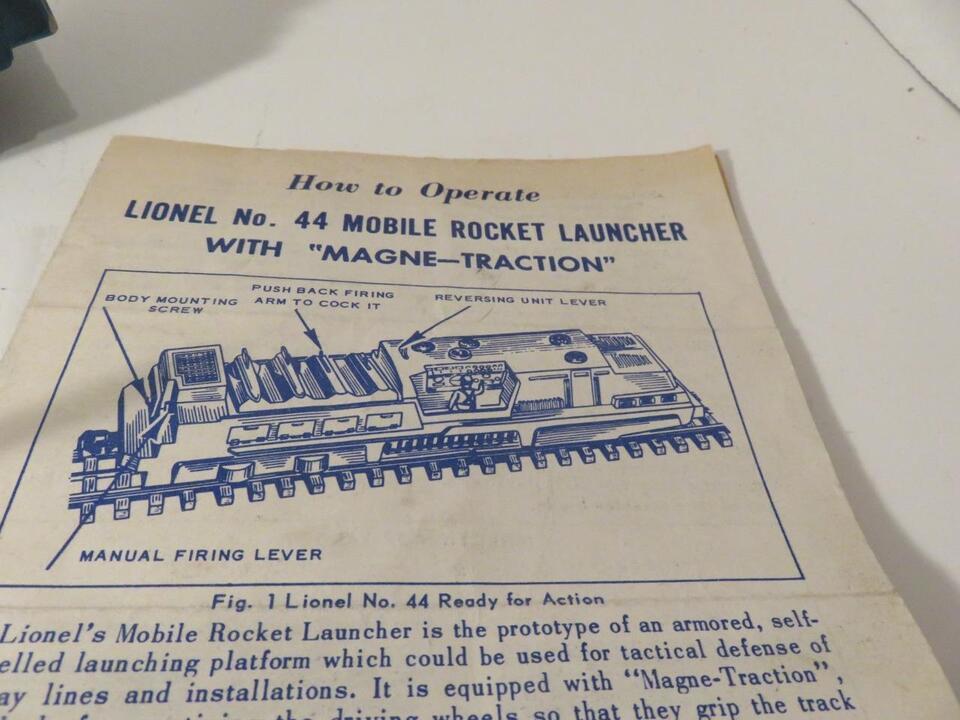 How to Operate
LIONEL No. 44 MOBILE ROCKET LAUNCHER
WITH "MAGNE—TRACTION"
BODY MOUNTING
SCREW
PUSH BACK FIRING
ARM TO COCK IT
REVERSING UNIT LEVER
MANUAL FIRING LEVER
Fig. 1 Lionel No. 44 Ready for Action
Lionel's Mobile Rocket Launcher is the prototype of an armored, self-
elled launching platform which could be used for tactical defense of
ay lines and installations. It is equipped with "Magne-Traction",
the driving wheels so that they grip the track